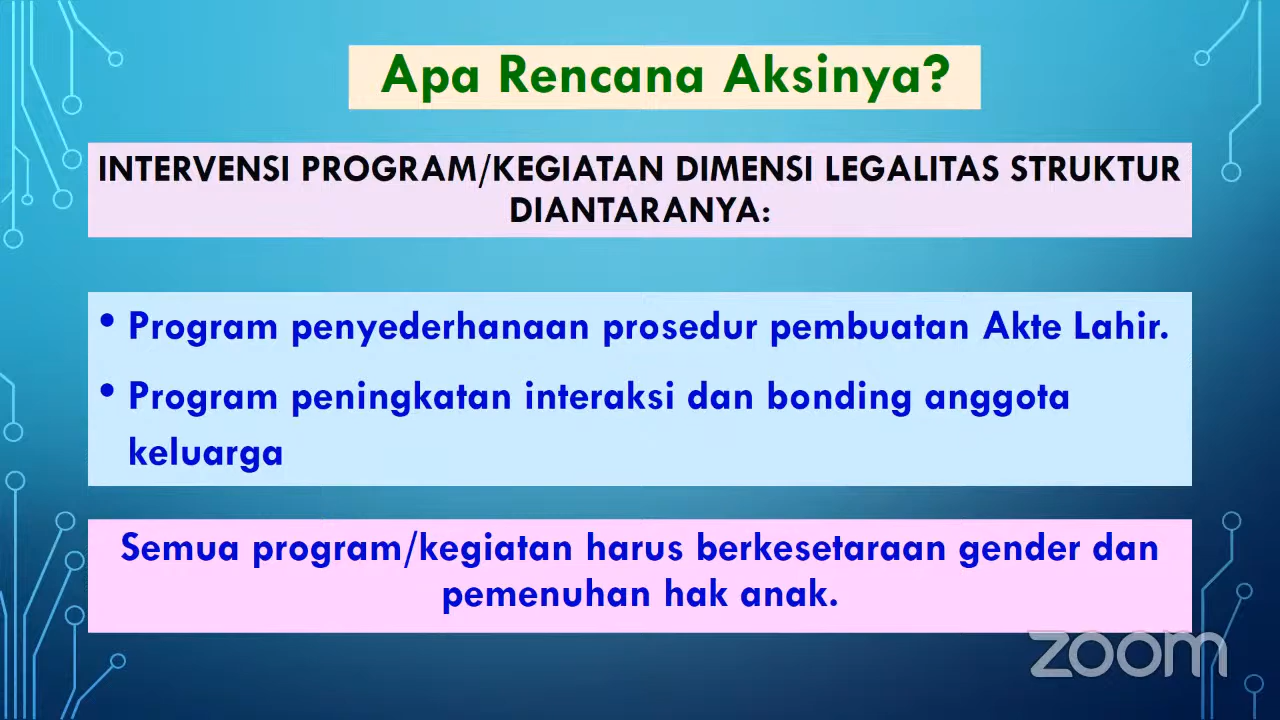 Apa Rencana Aksinya?
INTERVENSI PROGRAM/KEGIATAN DIMENSI LEGALITAS STRUKTUR
DIANTARANYA:
• Program penyederhanaan prosedur pembuatan Akte Lahir.
• Program peningkatan interaksi dan bonding anggota
keluarga
Semua program/kegiatan harus berkesetaraan gender dan
pemenuhan hak anak.
zoom